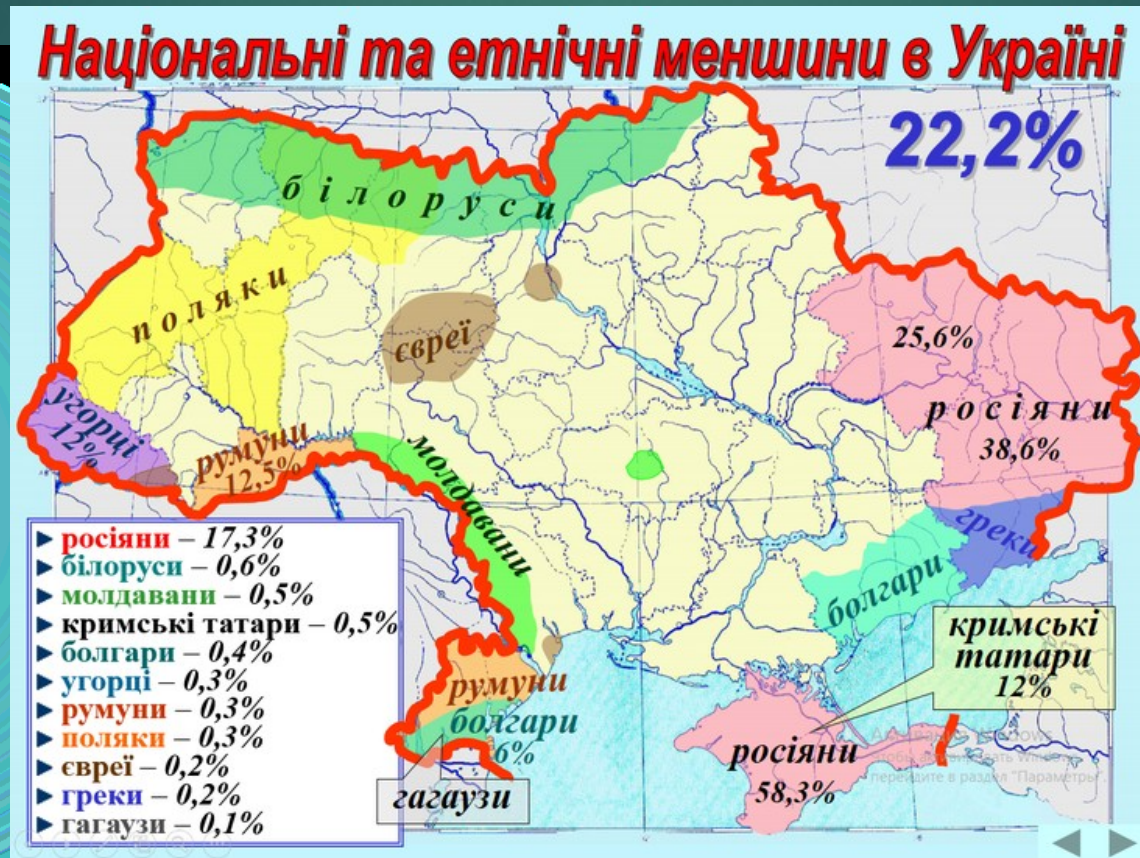 Національні та етнічні меншини в Україні
22,2%
білоруси
поляки
євреї
25,6%
росіяни
38,6%
угорці
12%
румуни
12,5%
молдавани
греки
болгари
кримські
татари
12%
румуни
болгари
6%
гагаузи
росіяни
58,3%
росіяни – 17,3%
білоруси – 0,6%
молдавани – 0,5%
кримські татари – 0,5%
болгари – 0,4%
угорці – 0,3%
румуни – 0,3%
поляки – 0,3%
євреї – 0,2%
греки – 0,2%
гагаузи – 0,1%
перейдите в раздел "Параметры".